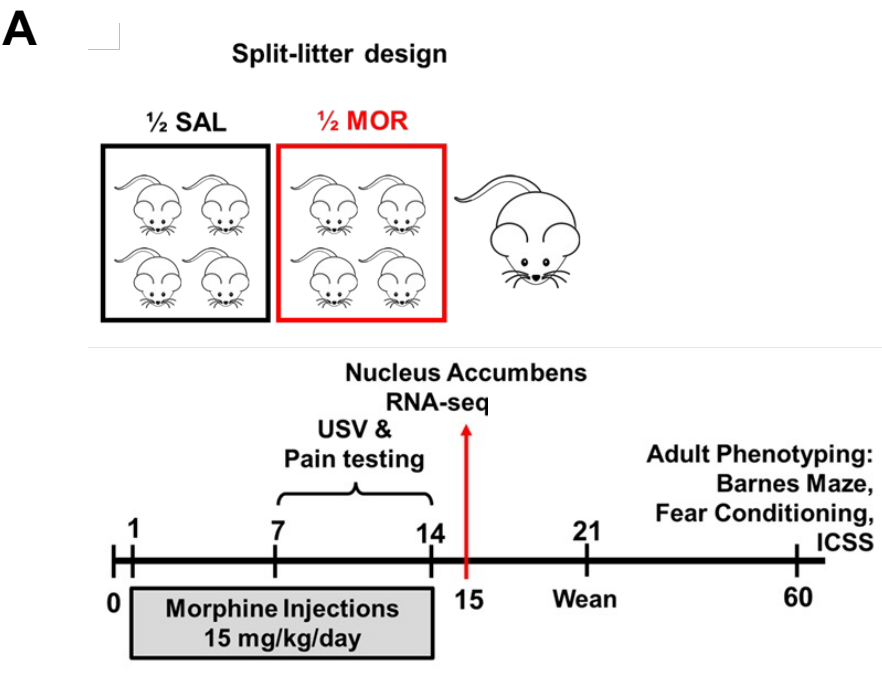 A
Split-litter design
½ SAL
½ MOR
Nucleus Accumbens
RNA-seq
USV &
Pain testing
Adult Phenotyping:
Barnes Maze,
Fear Conditioning,
ICSS
1
7
14
21
0
15
Wean
60
Morphine Injections
15 mg/kg/day